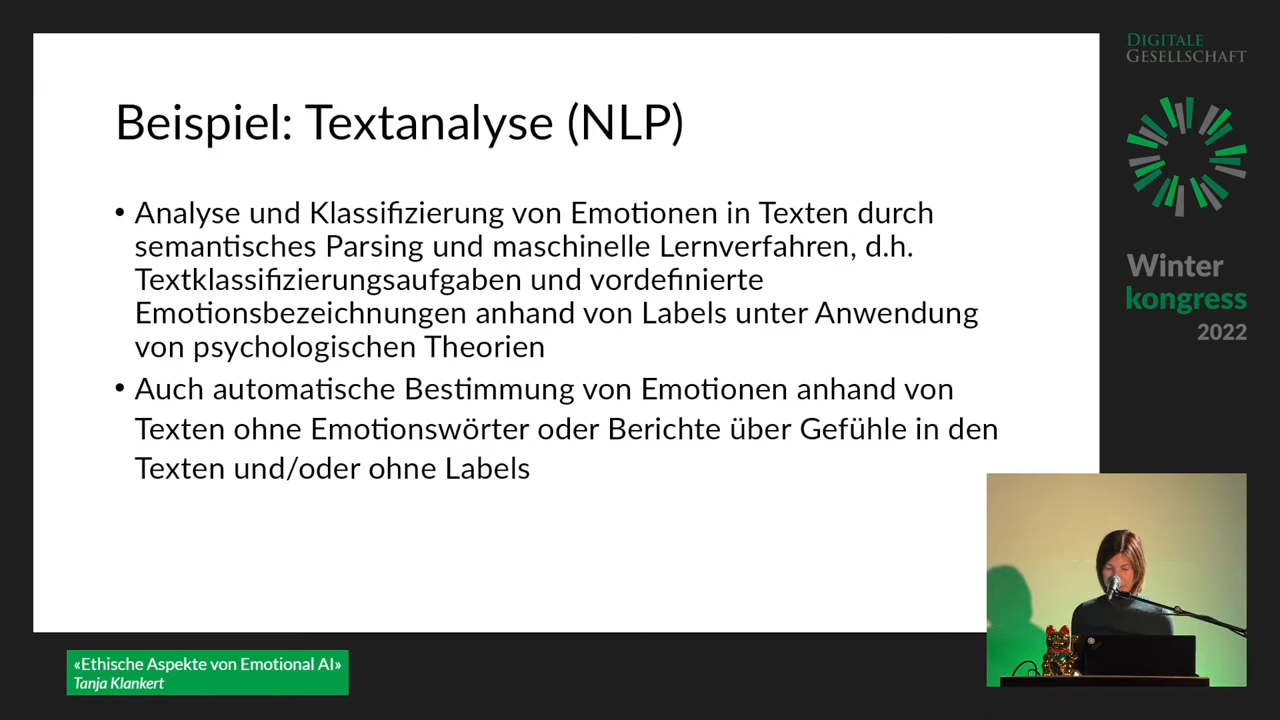 Beispiel: Textanalyse (NLP)
• Analyse und Klassifizierung von Emotionen in Texten durch
semantisches Parsing und maschinelle Lernverfahren, d.h.
Textklassifizierungsaufgaben und vordefinierte
Emotionsbezeichnungen anhand von Labels unter Anwendung
von psychologischen Theorien
• Auch automatische Bestimmung von Emotionen anhand von
Texten ohne Emotionswörter oder Berichte über Gefühle in den
Texten und/oder ohne Labels
DIGITALE
GESELLSCHAFT
Winter
kongress
2022
«Ethische Aspekte von Emotional AI»
Tanja Klankert